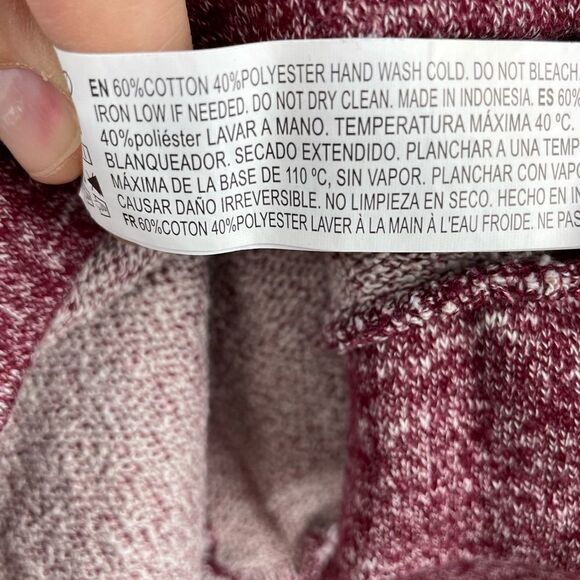 EN 60%COTTON 40%POLYESTER HAND WASH COLD. DO NOT BLEACH
IRON LOW IF NEEDED. DO NOT DRY CLEAN. MADE IN INDONESIA. ES 60%
40%poliéster LAVAR A MANO. TEMPERATURA MÁXIMA 40 ºC.
BLANQUEADOR. SECADO EXTENDIDO. PLANCHAR A UNA TEMP
MÁXIMA DE LA BASE DE 110 ºC, SIN VAPOR. PLANCHAR CON VAPO
CAUSAR DAÑO IRREVERSIBLE. NO LIMPIEZA EN SECO. HECHO EN IN
FR 60%COTON 40%POLYESTER LAVER À LA MAIN À L'EAU FROIDE. NE PAS